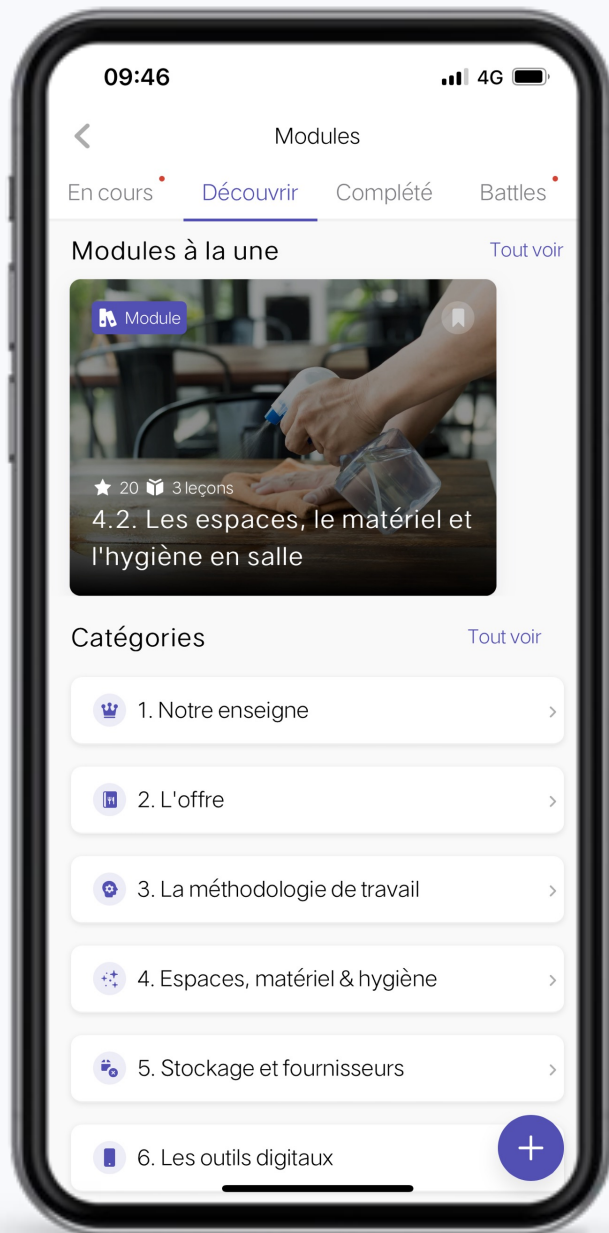 09:46
4G
Modules
En cours
Découvrir
Complété
Battles
Modules à la une
Tout voir
Module
20
3 leçons
4.2. Les espaces, le matériel et
l'hygiène en salle
Catégories
Tout voir
1. Notre enseigne
2. L'offre
3. La méthodologie de travail
4. Espaces, matériel & hygiène
5. Stockage et fournisseurs
6. Les outils digitaux